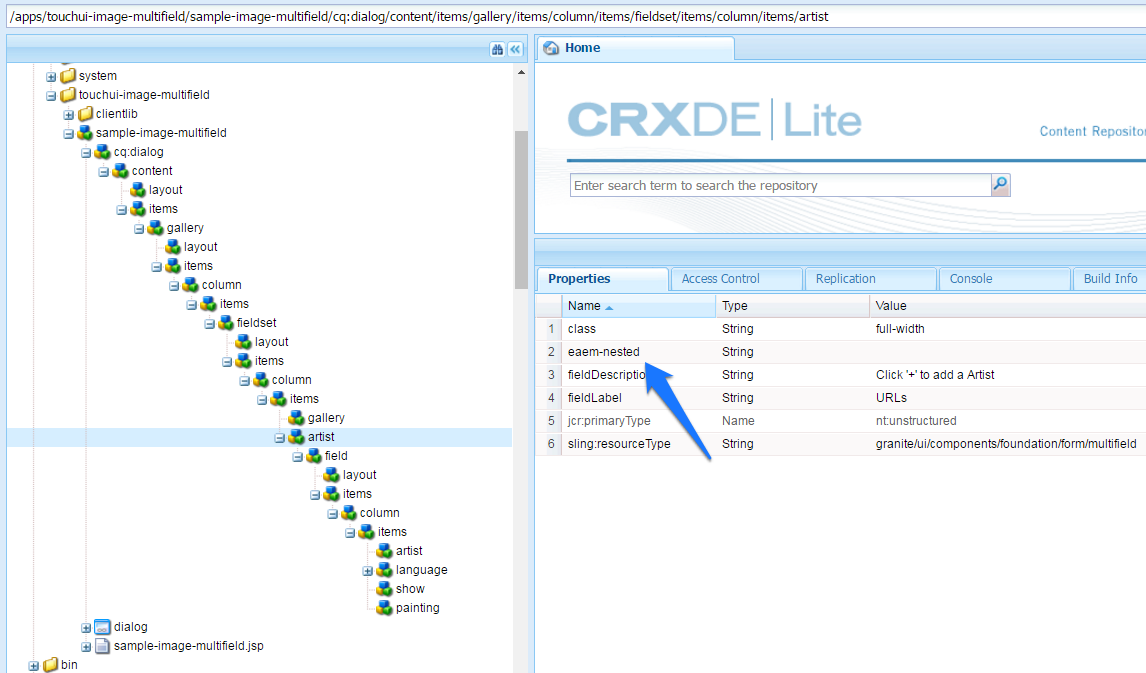 /apps/touchui-image-multifield/sample-image-multifield/cq:dialog/content/items/gallery/items/column/items/fieldset/items/column/items/artist
system
touchui-image-multifield
clientlib
sample-image-multifield
cq:dialog
content
layout
items
gallery
layout
items
column
items
fieldset
layout
items
column
items
gallery
artist
field
layout
items
column
items
artist
language
show
painting
dialog
sample-image-multifield.jsp
bin
Home
CRXDE | Lite
Content Repositor
Enter search term to search the repository
Properties Access Control Replication Console Build Info
Name Type Value
1 class String full-width
2 eaem-nested String
3 fieldDescriptio String Click '+' to add a Artist
4 fieldLabel String URLs
5 jcr:primaryType Name nt:unstructured
6 sling:resourceType String granite/ui/components/foundation/form/multifield